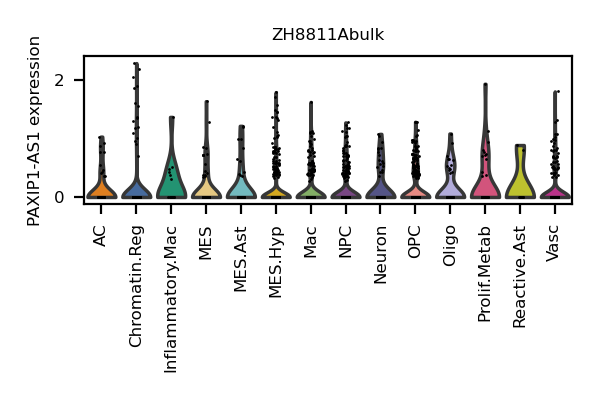 ZH8811Abulk
PAXIP1-AS1 expression
2
0
AC
Chromatin.Reg
Inflammatory.Mac
MES
MES.Ast
MES.Hyp
Mac
NPC
Neuron
OPC
Oligo
Prolif.Metab
Reactive.Ast
Vasc